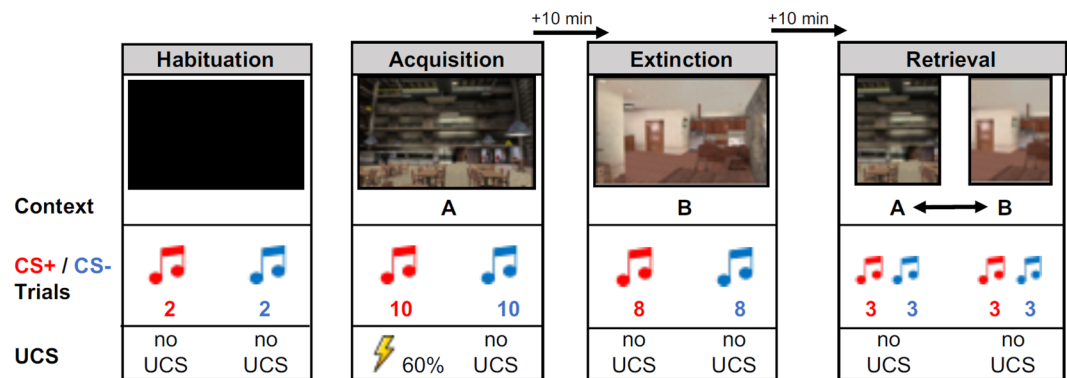 +10 min
+10 min
Habituation
Acquisition
Extinction
Retrieval
Context
A
B
A
B
CS+ / CS-
Trials
2
2
10
10
8
8
3
3
3
3
UCS
no
UCS
no
UCS
60%
no
UCS
no
UCS
no
UCS
no
UCS
no
UCS